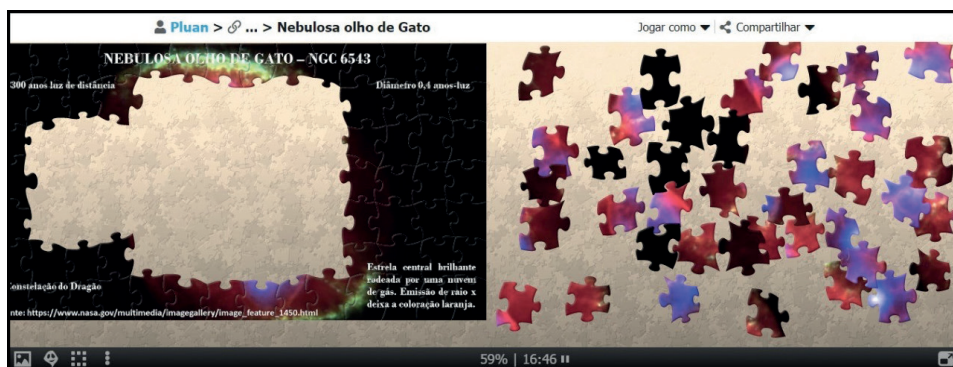 Pluan > ... > Nebulosa olho de Gato
Jogar como Compartilhar
NEBULOSA OLHO DE GATO – NGC 6543
300 anos luz de distância
Diâmetro 0,4 anos-luz
Estrela central brilhante
rodeada por uma nuvem
de gás. Emissão de raio x
deixa a coloração laranja.
onstelação do Dragão
nte: https://www.nasa.gov/multimedia/imagegallery/image_feature_1450.html
59% | 16:46